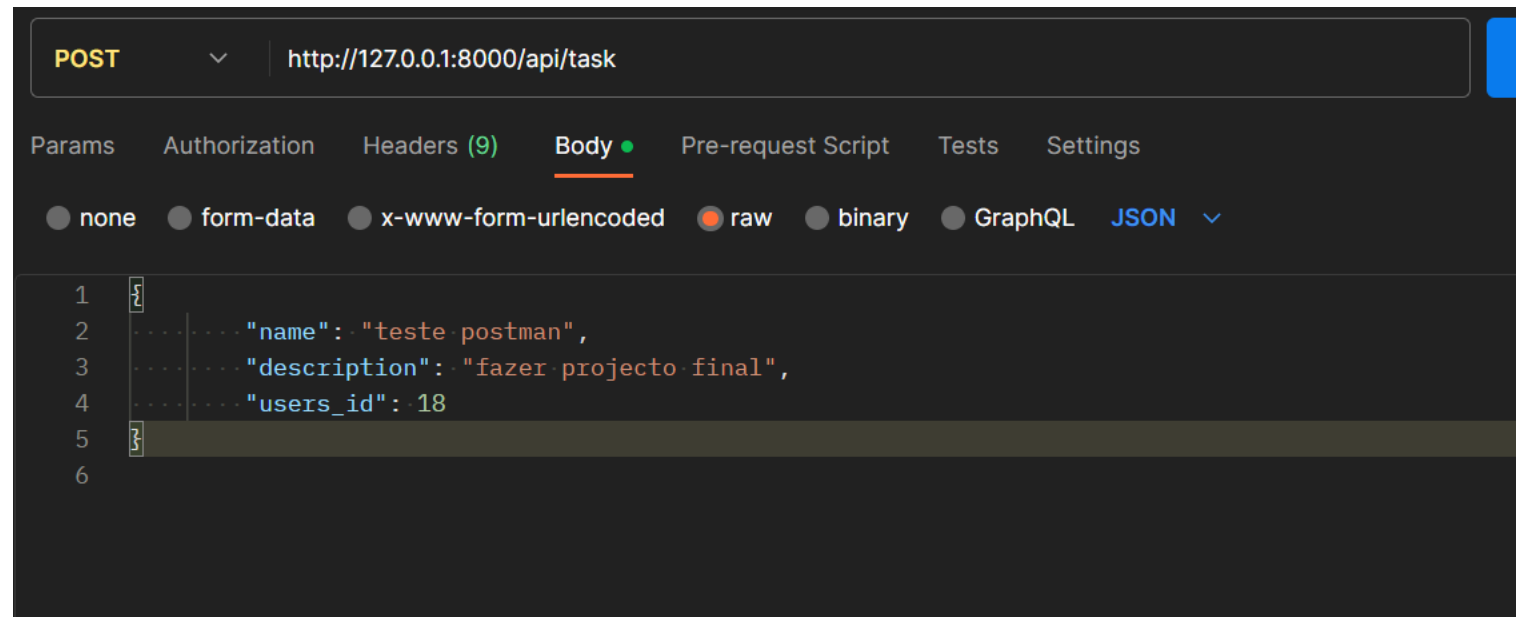 POST http://127.0.0.1:8000/api/task
Params Authorization Headers (9) Body Pre-request Script Tests Settings
none form-data x-www-form-urlencoded raw binary GraphQL JSON
1 {
2 "name": "teste postman",
3 "description": "fazer projecto final",
4 "users_id": 18
5 }
6